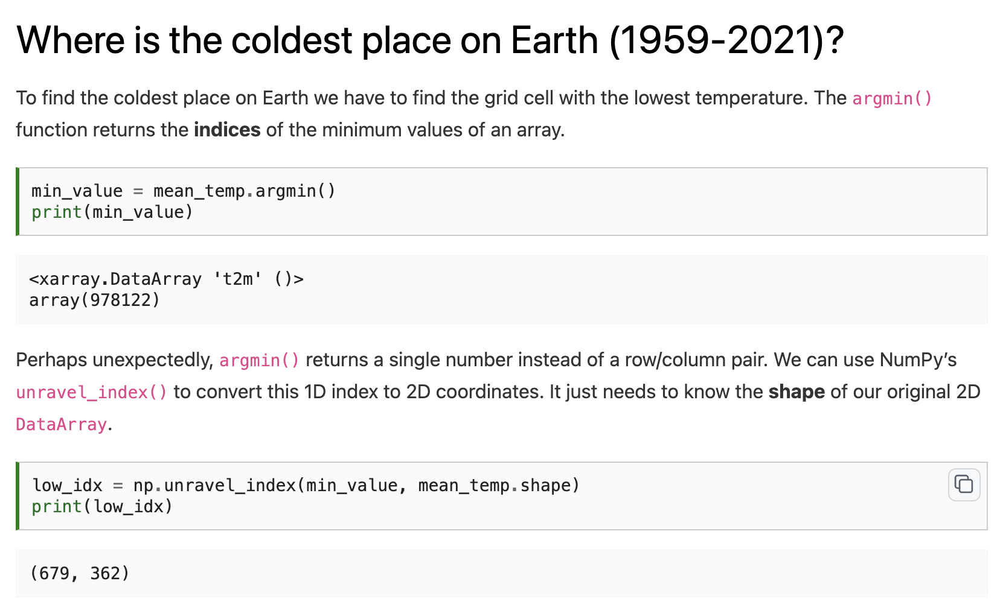 Where is the coldest place on Earth (1959-2021)?
To find the coldest place on Earth we have to find the grid cell with the lowest temperature. The argmin()
function returns the indices of the minimum values of an array.
min_value = mean_temp.argmin()
print(min_value)
<xarray.DataArray 't2m' ()>
array(978122)
Perhaps unexpectedly, argmin() returns a single number instead of a row/column pair. We can use NumPy’s
unravel_index() to convert this 1D index to 2D coordinates. It just needs to know the shape of our original 2D
DataArray.
low_idx = np.unravel_index(min_value, mean_temp.shape)
print(low_idx)
(679, 362)